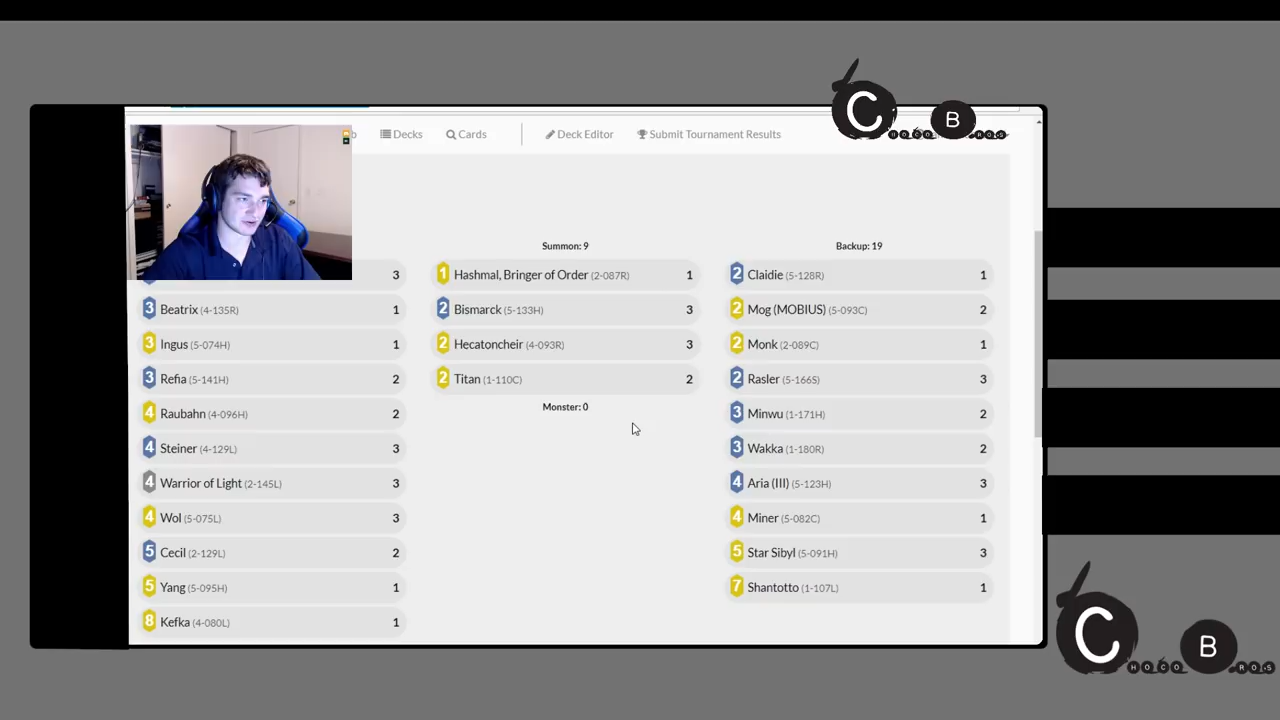 C HOCO B ROS
b Decks Cards Deck Editor Submit Tournament Results
Summon: 9
Backup: 19
3
1 Hashmal, Bringer of Order (2-087R) 1
2 Claidie (5-128R) 1
3 Beatrix (4-135R) 1
2 Bismarck (5-133H) 3
2 Mog (MOBIUS) (5-093C) 2
3 Ingus (5-074H) 1
2 Hecatoncheir (4-093R) 3
2 Monk (2-089C) 1
3 Refia (5-141H) 2
2 Titan (1-110C) 2
2 Rasler (5-166S) 3
Monster: 0
4 Raubahn (4-096H) 2
3 Minwu (1-171H) 2
4 Steiner (4-129L) 3
3 Wakka (1-180R) 2
4 Warrior of Light (2-145L) 3
4 Aria (III) (5-123H) 3
4 Wol (5-075L) 3
4 Miner (5-082C) 1
5 Cecil (2-129L) 2
5 Star Sibyl (5-091H) 3
5 Yang (5-095H) 1
7 Shantotto (1-107L) 1
8 Kefka (4-080L) 1
C HOCO B ROS